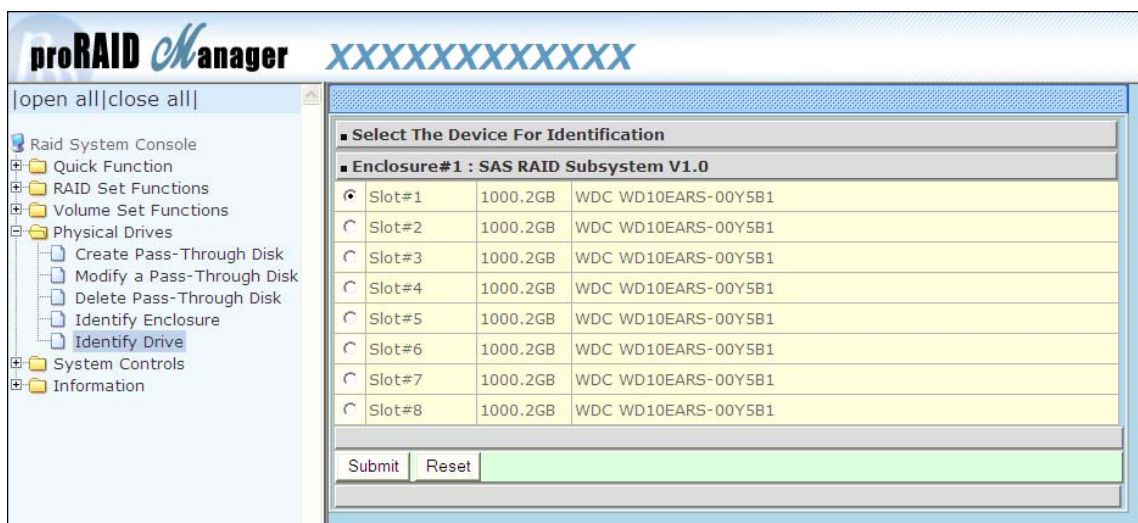 proRAID Manager XXXXXXXXXXXX
|open all|close all|
Raid System Console
Quick Function
RAID Set Functions
Volume Set Functions
Physical Drives
Create Pass-Through Disk
Modify a Pass-Through Disk
Delete Pass-Through Disk
Identify Enclosure
Identify Drive
System Controls
Information
Select The Device For Identification
Enclosure#1 : SAS RAID Subsystem V1.0
Slot#1 1000.2GB WDC WD10EARS-00Y5B1
Slot#2 1000.2GB WDC WD10EARS-00Y5B1
Slot#3 1000.2GB WDC WD10EARS-00Y5B1
Slot#4 1000.2GB WDC WD10EARS-00Y5B1
Slot#5 1000.2GB WDC WD10EARS-00Y5B1
Slot#6 1000.2GB WDC WD10EARS-00Y5B1
Slot#7 1000.2GB WDC WD10EARS-00Y5B1
Slot#8 1000.2GB WDC WD10EARS-00Y5B1
Submit Reset